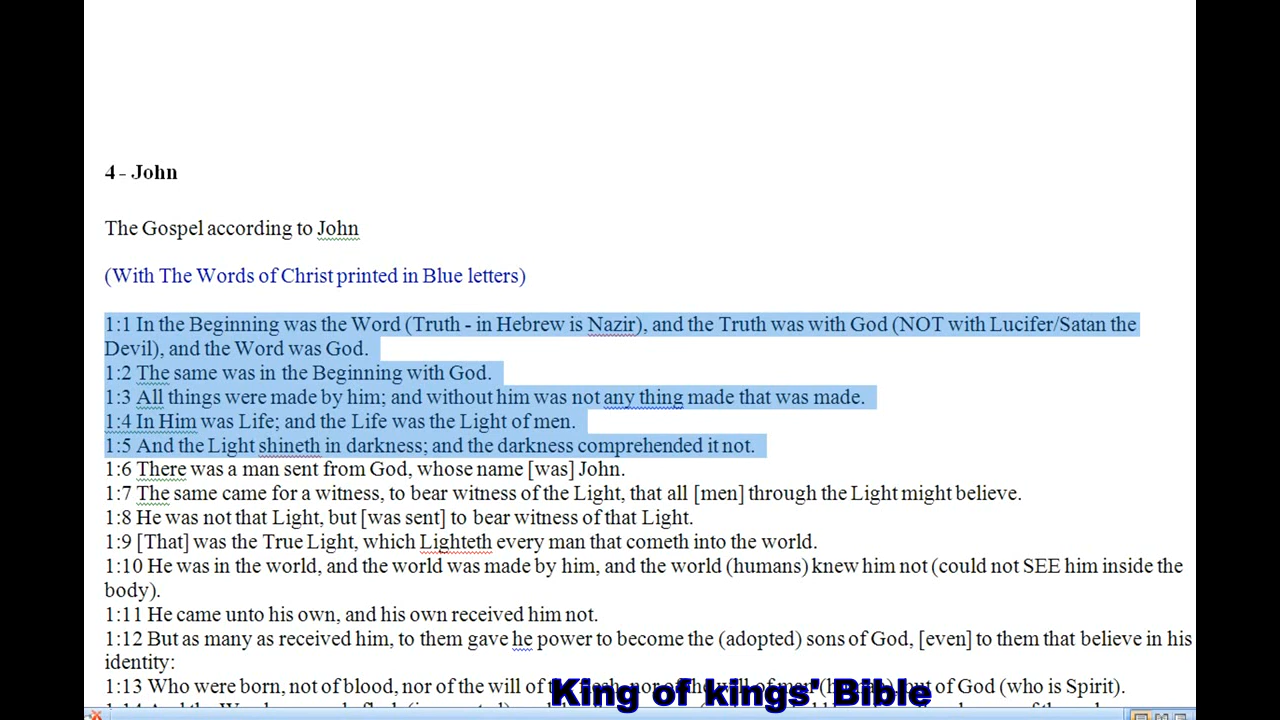 4 - John
The Gospel according to John
(With The Words of Christ printed in Blue letters)
1:1 In the Beginning was the Word (Truth - in Hebrew is Nazir), and the Truth was with God (NOT with Lucifer/Satan the
Devil), and the Word was God.
1:2 The same was in the Beginning with God.
1:3 All things were made by him; and without him was not any thing made that was made.
1:4 In Him was Life; and the Life was the Light of men.
1:5 And the Light shineth in darkness; and the darkness comprehended it not.
1:6 There was a man sent from God, whose name [was] John.
1:7 The same came for a witness, to bear witness of the Light, that all [men] through the Light might believe.
1:8 He was not that Light, but [was sent] to bear witness of that Light.
1:9 [That] was the True Light, which Lighteth every man that cometh into the world.
1:10 He was in the world, and the world was made by him, and the world (humans) knew him not (could not SEE him inside the
body).
1:11 He came unto his own, and his own received him not.
1:12 But as many as received him, to them gave he power to become the (adopted) sons of God, [even] to them that believe in his
identity:
1:13 Who were born, not of blood, nor of the will of the flesh, nor of the will of man, but of God (who is Spirit).
King of kings' Bible